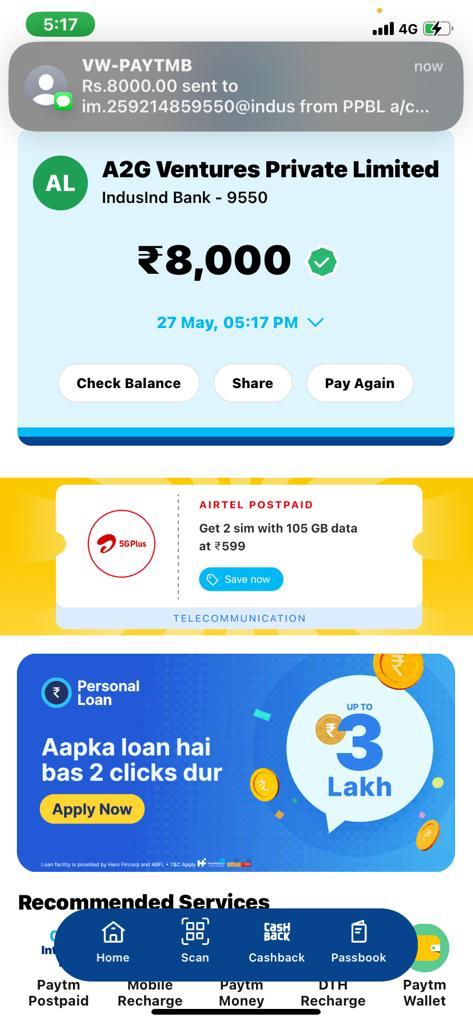 5:17
4G
VW-PAYTMB
now
Rs.8000.00 sent to
im.259214859550@indus from PPBL a/c...
AL
A2G Ventures Private Limited
IndusInd Bank - 9550
₹8,000
27 May, 05:17 PM
Check Balance
Share
Pay Again
5G Plus
AIRTEL POSTPAID
Get 2 sim with 105 GB data
at ₹599
Save now
TELECOMMUNICATION
Personal
Loan
Aapka loan hai
bas 2 clicks dur
Apply Now
UP TO
3
Lakh
Loan facility is provided by Hero Fincorp and ABFL • T&C Apply
Recommended Services
Home
Scan
CASH
BACK
Cashback
Passbook
Paytm
Postpaid
Mobile
Recharge
Paytm
Money
DTH
Recharge
Paytm
Wallet